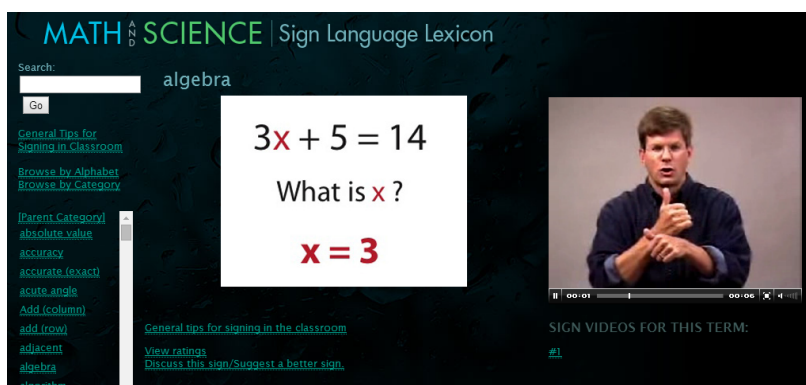 MATH AND SCIENCE | Sign Language Lexicon
Search:
algebra
Go
3x + 5 = 14
What is x ?
x = 3
General Tips for
Signing in Classroom
Browse by Alphabet
Browse by Category
[Parent Category]
absolute value
accuracy
accurate (exact)
acute angle
Add (column)
add (row)
adjacent
algebra
algorithm
00:01
00:06
General tips for signing in the classroom
View ratings
Discuss this sign/Suggest a better sign.
SIGN VIDEOS FOR THIS TERM:
#1